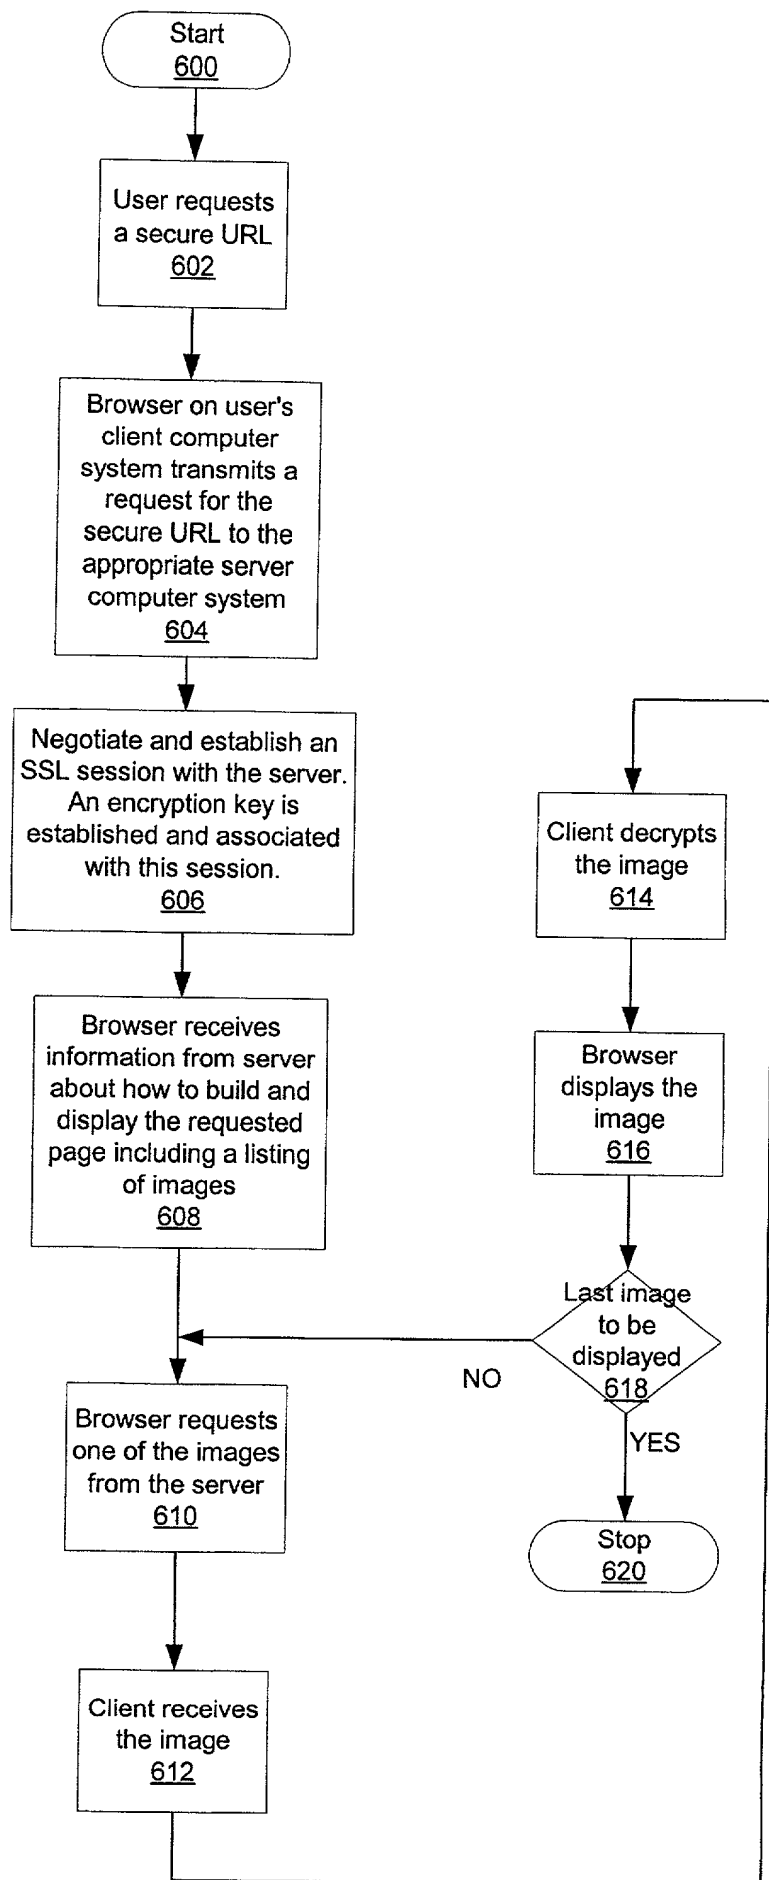 Start
600
User requests
a secure URL
602
Browser on user's
client computer
system transmits a
request for the
secure URL to the
appropriate server
computer system
604
Negotiate and establish an
SSL session with the server.
An encryption key is
established and associated
with this session.
606
Browser receives
information from server
about how to build and
display the requested
page including a listing
of images
608
Browser requests
one of the images
from the server
610
Client receives
the image
612
Client decrypts
the image
614
Browser
displays the
image
616
Last image
to be
displayed
618
NO
YES
Stop
620